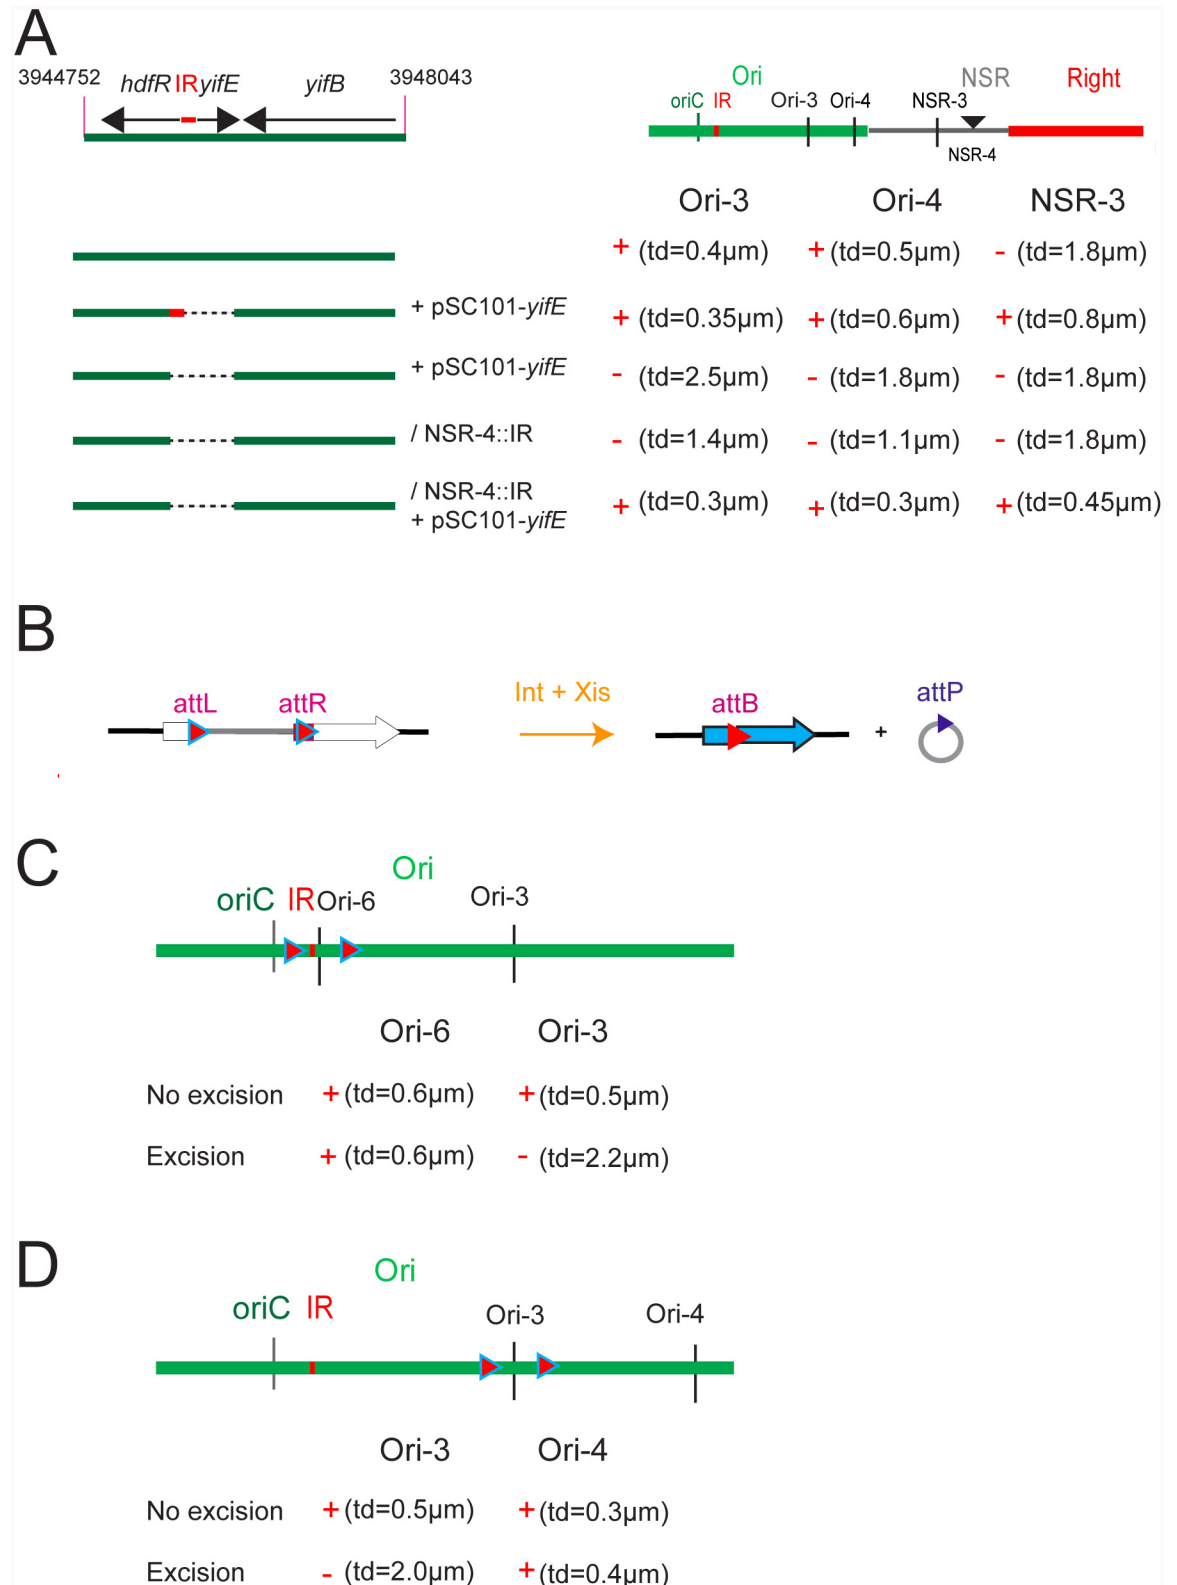 A
3944752 hdfR IR yifE yifB 3948043
Ori NSR Right
oriC IR Ori-3 Ori-4 NSR-3
NSR-4
Ori-3 Ori-4 NSR-3
+ (td=0.4µm) + (td=0.5µm) - (td=1.8µm)
+ pSC101-yifE + (td=0.35µm) + (td=0.6µm) + (td=0.8µm)
+ pSC101-yifE - (td=2.5µm) - (td=1.8µm) - (td=1.8µm)
/ NSR-4::IR - (td=1.4µm) - (td=1.1µm) - (td=1.8µm)
/ NSR-4::IR
+ pSC101-yifE + (td=0.3µm) + (td=0.3µm) + (td=0.45µm)
B
attL attR Int + Xis attB attP
+
C
Ori
oriC IR Ori-6 Ori-3
Ori-6 Ori-3
No excision + (td=0.6µm) + (td=0.5µm)
Excision + (td=0.6µm) - (td=2.2µm)
D
Ori
oriC IR Ori-3 Ori-4
Ori-3 Ori-4
No excision + (td=0.5µm) + (td=0.3µm)
Excision - (td=2.0µm) + (td=0.4µm)